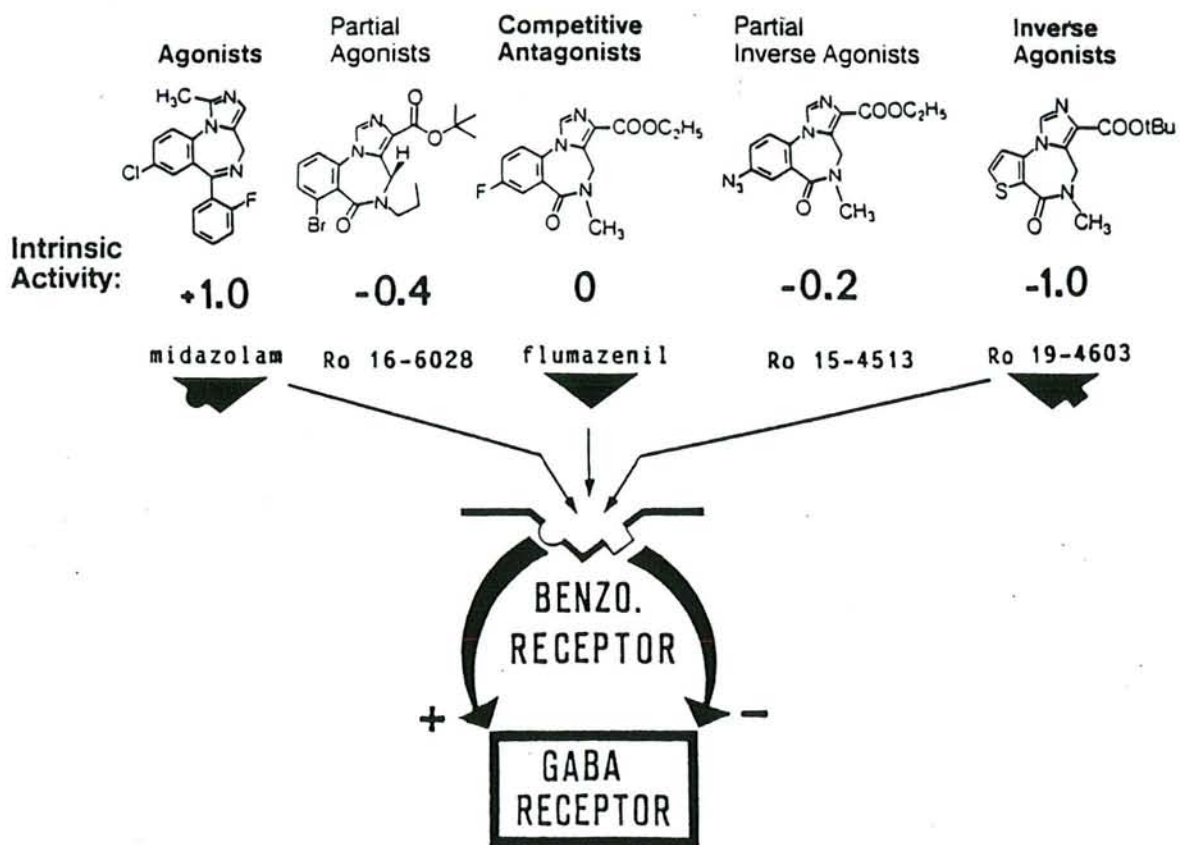 Agonists
Partial
Agonists
Competitive
Antagonists
Partial
Inverse Agonists
Inverse
Agonists
H₃C
N
N
N
Cl
F
N
N
O
O
H
N
Br
O
N
N
COOC₂H₅
F
N
O
CH₃
N
N
COOC₂H₅
N₃
N
O
CH₃
N
N
COOtBu
S
N
O
CH₃
Intrinsic
Activity:
+1.0
-0.4
0
-0.2
-1.0
midazolam
Ro 16-6028
flumazenil
Ro 15-4513
Ro 19-4603
BENZO.
RECEPTOR
+
-
GABA
RECEPTOR